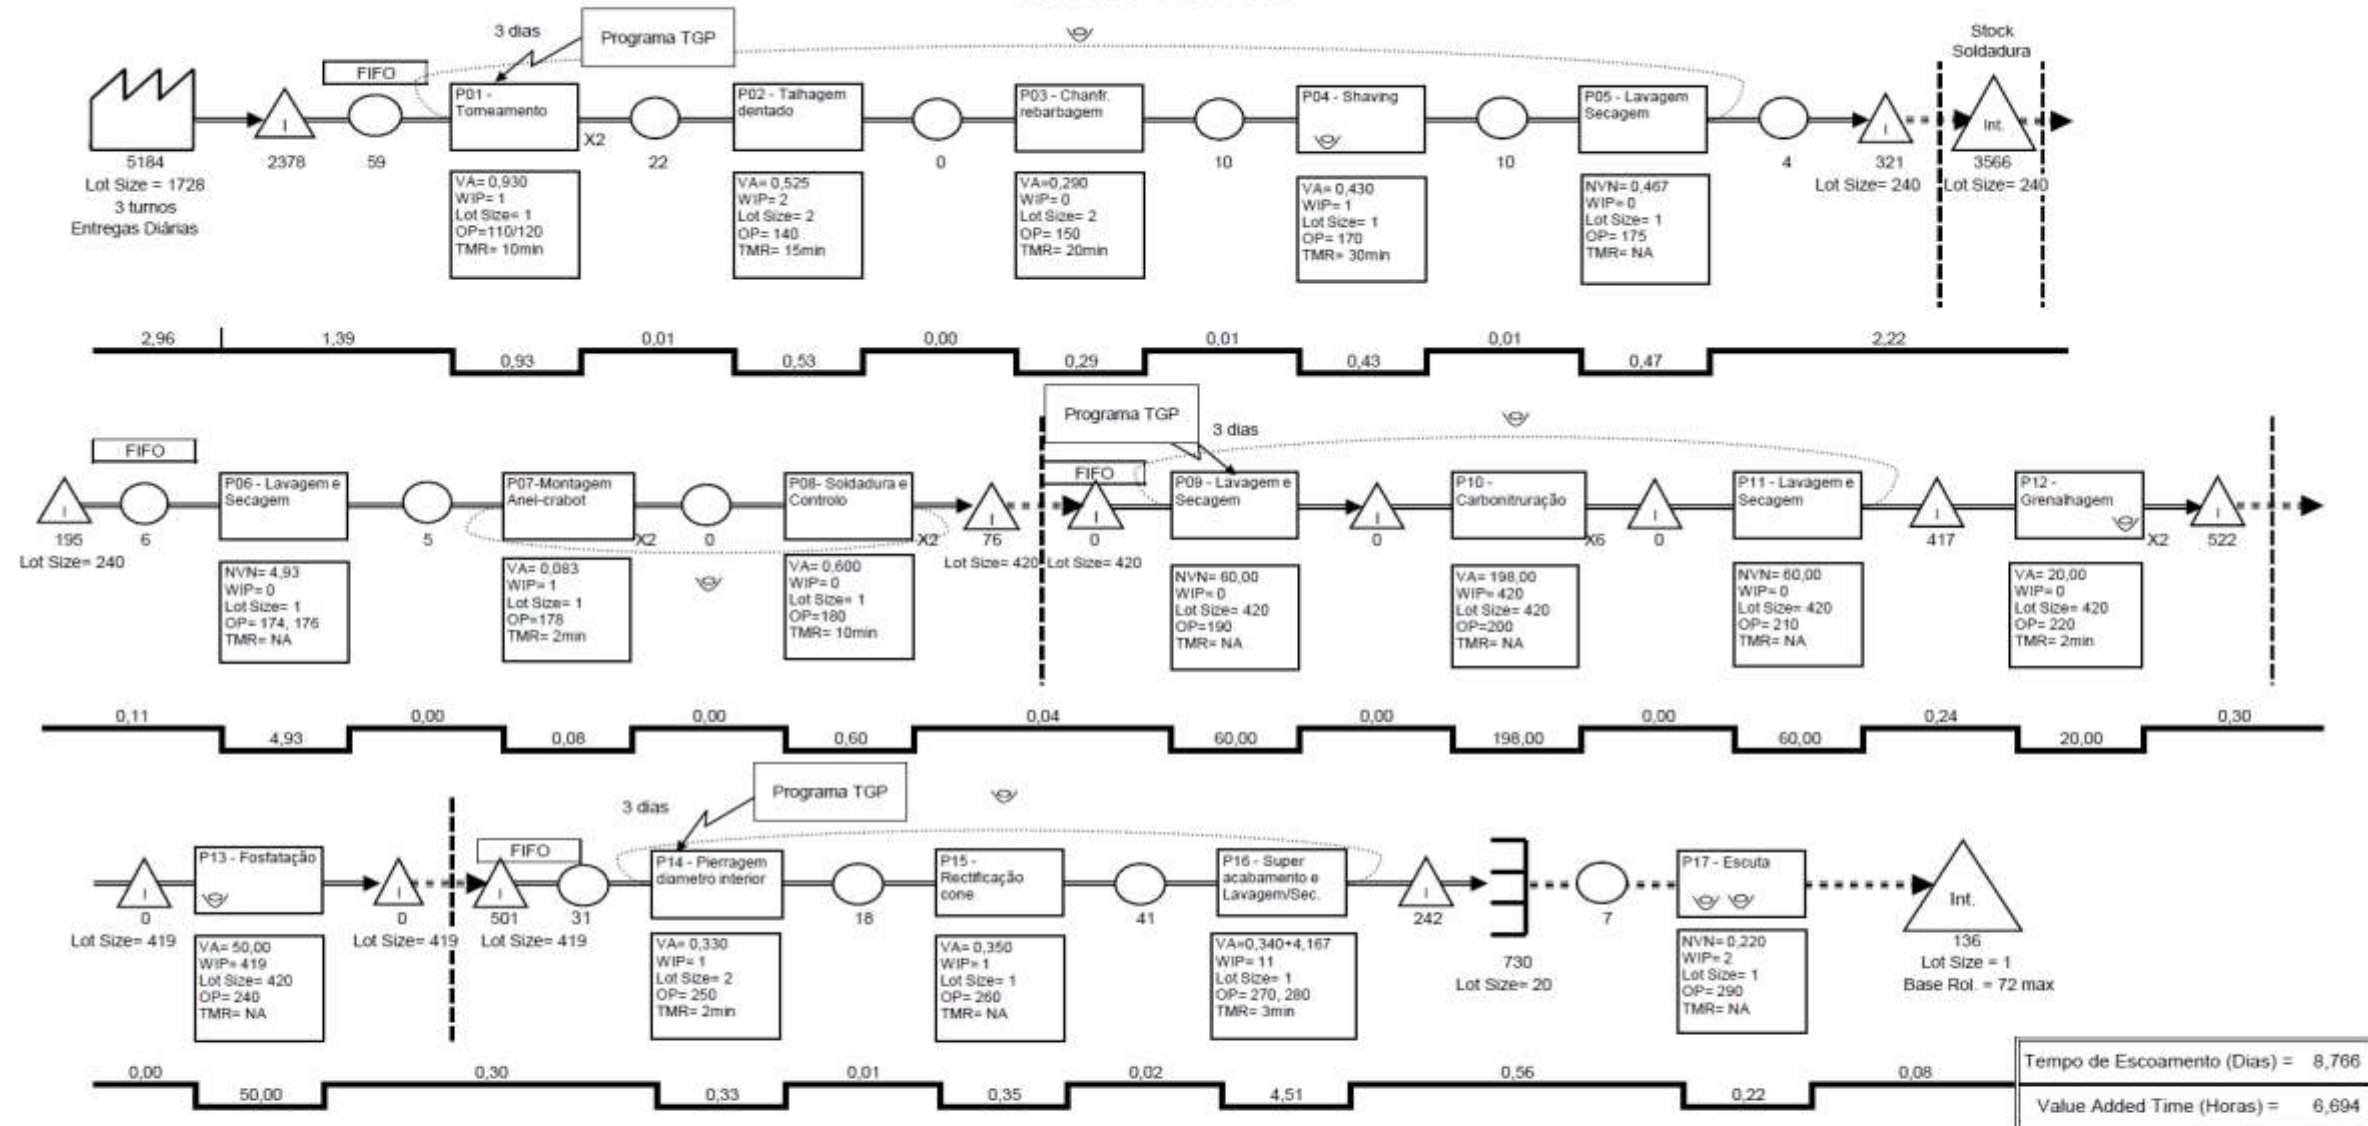 3 dias
Programa TGP
Stock
Soldadura
FIFO
P01 -
Torneamento
X2
P02 - Talhagem
dentado
P03 - Chanfr.
rebarbagem
P04 - Shaving
P05 - Lavagem
Secagem
I
I
Int.
5184
Lot Size = 1728
3 turnos
Entregas Diárias
2378
59
22
0
10
10
4
321
Lot Size= 240
3566
Lot Size= 240
VA= 0,930
WIP= 1
Lot Size= 1
OP=110/120
TMR= 10min
VA= 0,525
WIP= 2
Lot Size= 2
OP= 140
TMR= 15min
VA=0,290
WIP= 0
Lot Size= 2
OP= 150
TMR= 20min
VA= 0,430
WIP= 1
Lot Size= 1
OP= 170
TMR= 30min
NVN= 0,467
WIP= 0
Lot Size= 1
OP= 175
TMR= NA
2,96
1,39
0,93
0,01
0,53
0,00
0,29
0,01
0,43
0,01
0,47
2,22
Programa TGP
3 dias
FIFO
FIFO
I
P06 - Lavagem e
Secagem
P07-Montagem
Anel-crabot
X2
P08- Soldadura e
Controlo
X2
I
I
P09 - Lavagem e
Secagem
I
P10 -
Carbonitruração
X6
I
P11 - Lavagem e
Secagem
I
P12 -
Grenalhagem
X2
I
195
Lot Size= 240
6
5
0
76
Lot Size= 420
0
Lot Size= 420
0
0
417
522
NVN= 4,93
WIP= 0
Lot Size= 1
OP= 174, 176
TMR= NA
VA= 0,083
WIP= 1
Lot Size= 1
OP=178
TMR= 2min
VA= 0,600
WIP= 0
Lot Size= 1
OP=180
TMR= 10min
NVN= 60,00
WIP= 0
Lot Size= 420
OP=190
TMR= NA
VA= 198,00
WIP= 420
Lot Size= 420
OP=200
TMR= NA
NVN= 60,00
WIP= 0
Lot Size= 420
OP= 210
TMR= NA
VA= 20,00
WIP= 0
Lot Size= 420
OP= 220
TMR= 2min
0,11
4,93
0,00
0,08
0,00
0,60
0,04
60,00
0,00
198,00
0,00
60,00
0,24
20,00
0,30
3 dias
Programa TGP
FIFO
I
P13 - Fosfatação
I
I
P14 - Pierragem
diametro interior
P15 -
Rectificação
cone
P16 - Super
acabamento e
Lavagem/Sec.
I
P17 - Escuta
Int.
0
Lot Size= 419
0
Lot Size= 419
501
Lot Size= 419
31
18
41
242
730
Lot Size= 20
7
136
Lot Size = 1
Base Rol. = 72 max
VA= 50,00
WIP= 419
Lot Size= 420
OP= 240
TMR= NA
VA= 0,330
WIP= 1
Lot Size= 2
OP= 250
TMR= 2min
VA= 0,350
WIP= 1
Lot Size= 1
OP= 260
TMR= NA
VA=0,340+4,167
WIP= 11
Lot Size= 1
OP= 270, 280
TMR= 3min
NVN= 0,220
WIP= 2
Lot Size= 1
OP= 290
TMR= NA
0,00
50,00
0,30
0,33
0,01
0,35
0,02
4,51
0,56
0,22
0,08
Tempo de Escoamento (Dias) = 8,766
Value Added Time (Horas) = 6,694